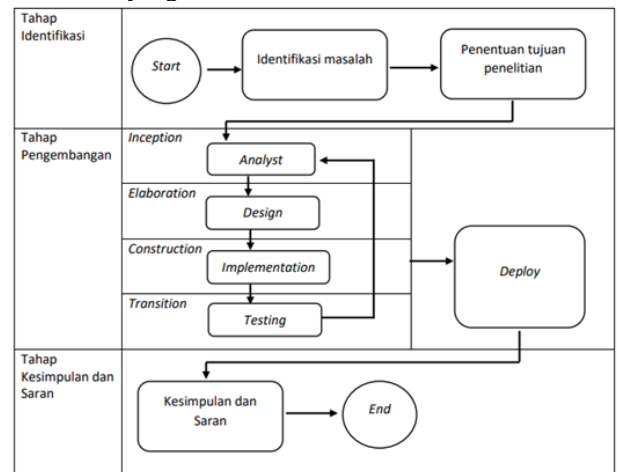 Tahap
Identifikasi
Start
Identifikasi masalah
Penentuan tujuan
penelitian
Tahap
Pengembangan
Inception
Analyst
Elaboration
Design
Construction
Implementation
Transition
Testing
Deploy
Tahap
Kesimpulan dan
Saran
Kesimpulan dan
Saran
End